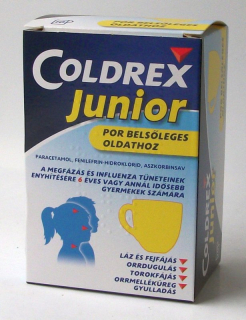 COLDREX
Junior
POR BELSŐLEGES
OLDATHOZ
PARACETAMOL, FENILEFRIN-HIDROKLORID, ASZKORBINSAV
A MEGFÁZÁS ÉS INFLUENZA TÜNETEINEK
ENYHÍTÉSÉRE 6 ÉVES VAGY ANNÁL IDŐSEBB
GYERMEKEK SZÁMÁRA
LÁZ ÉS FEJFÁJÁS
ORRDUGULÁS
TOROKFÁJÁS
ORRMELLÉKÜREG
GYULLADÁS